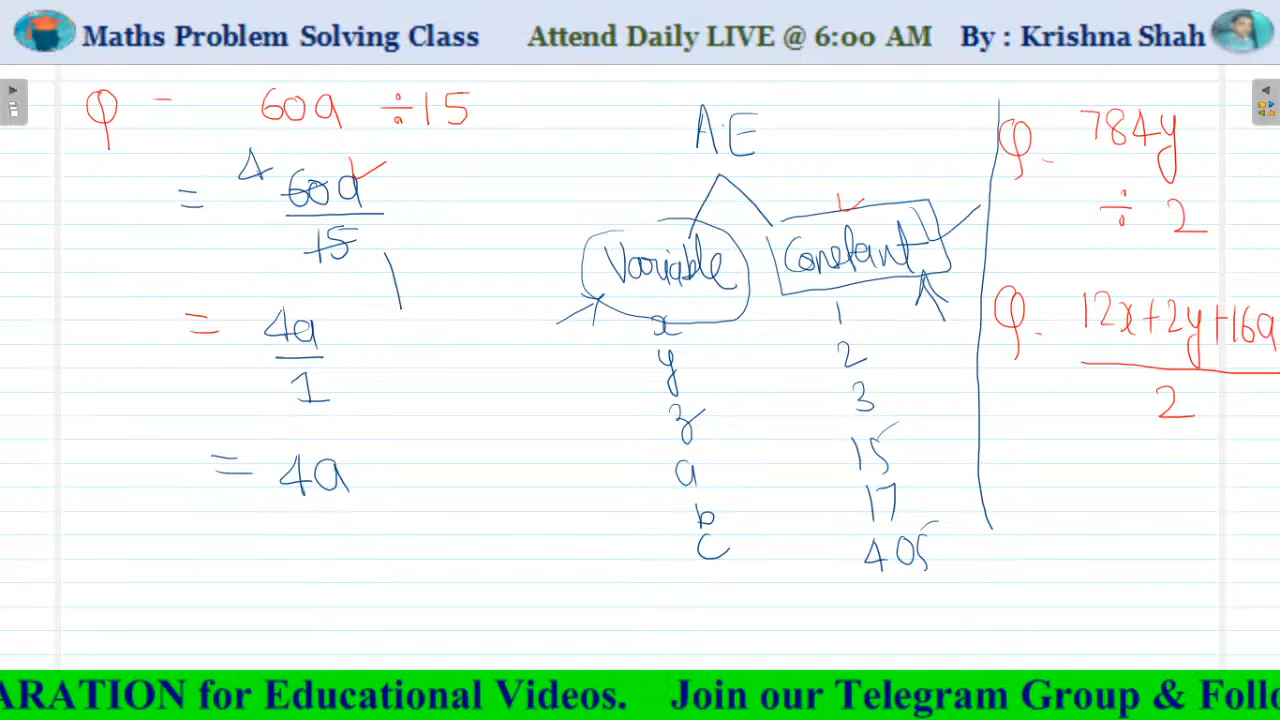 Maths Problem Solving Class Attend Daily LIVE @ 6:00 AM By : Krishna Shah
Q - 60a ÷ 15
= 4 60a / 15
= 4a / 1
= 4a
A.E
Variable Constant
x 1
y 2
z 3
a 15
b 17
c 405
Q - 784y
÷ 2
Q. 12x+2y+16a
2
ARATION for Educational Videos. Join our Telegram Group & Follo